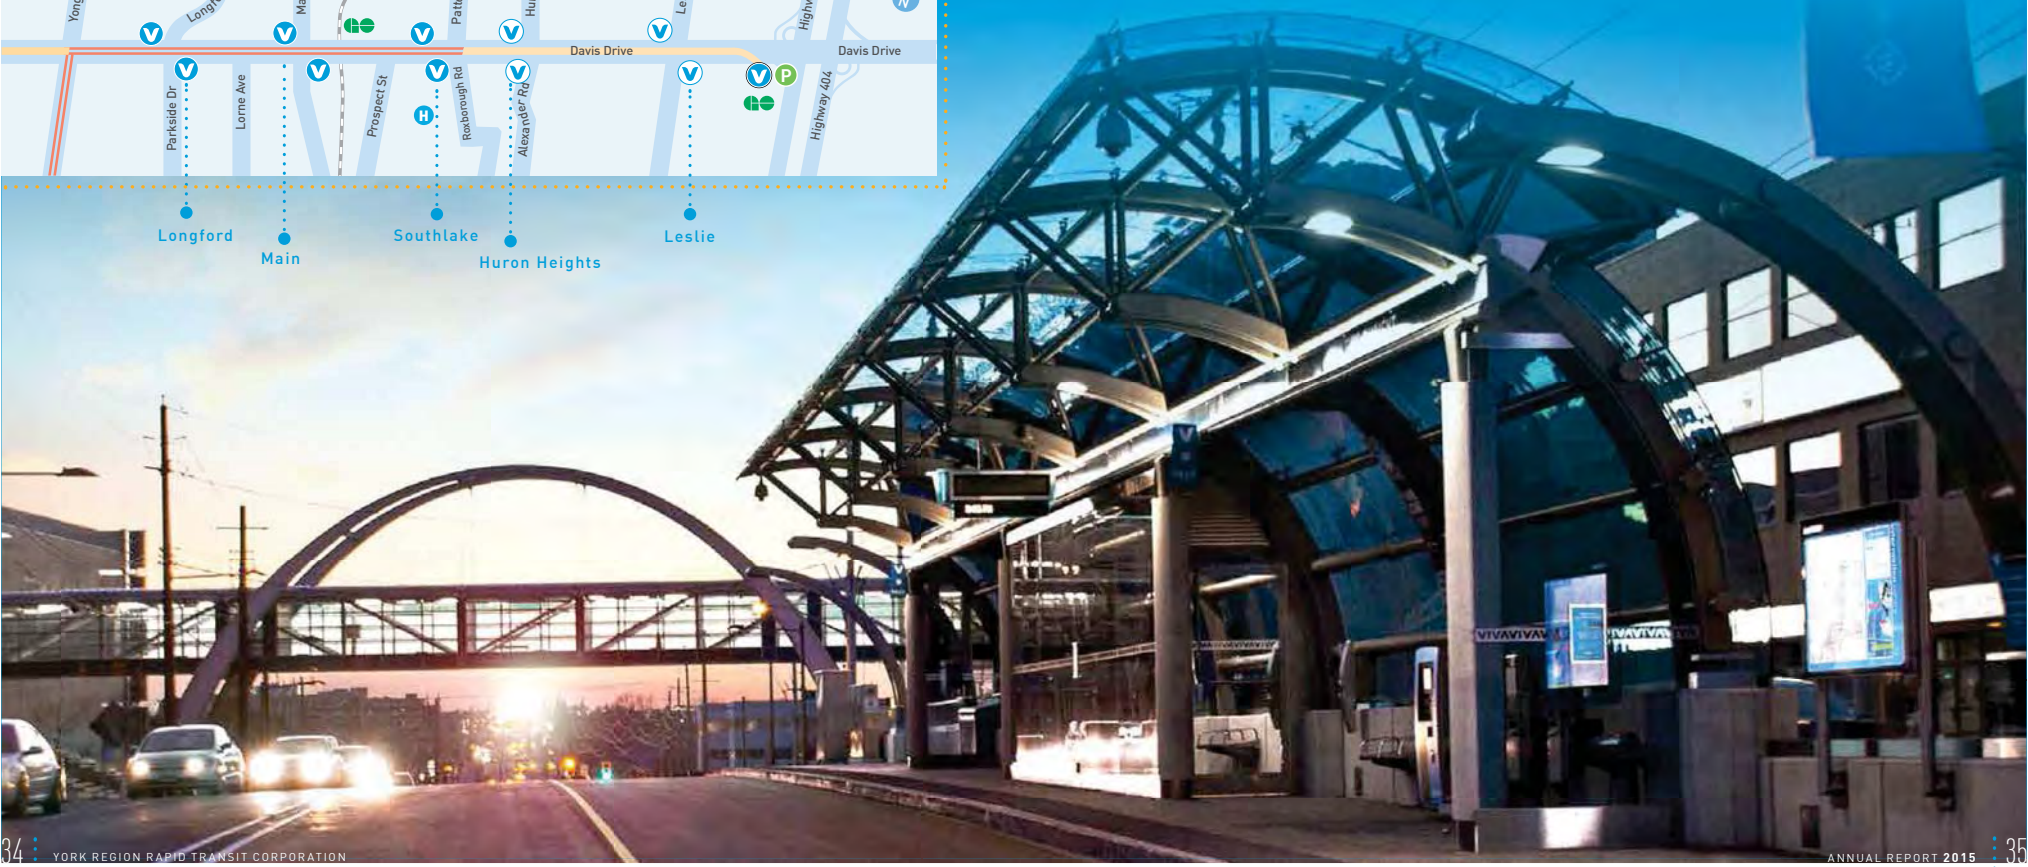 Davis Drive
Davis Drive
Parkside Dr
Lorne Ave
Prospect St
H
Roxborough Rd
Alexander Rd
Highway 404
P
Longford
Main
Southlake
Huron Heights
Leslie
VIVAVIVAV
34
YORK REGION RAPID TRANSIT CORPORATION
ANNUAL REPORT 2015
35